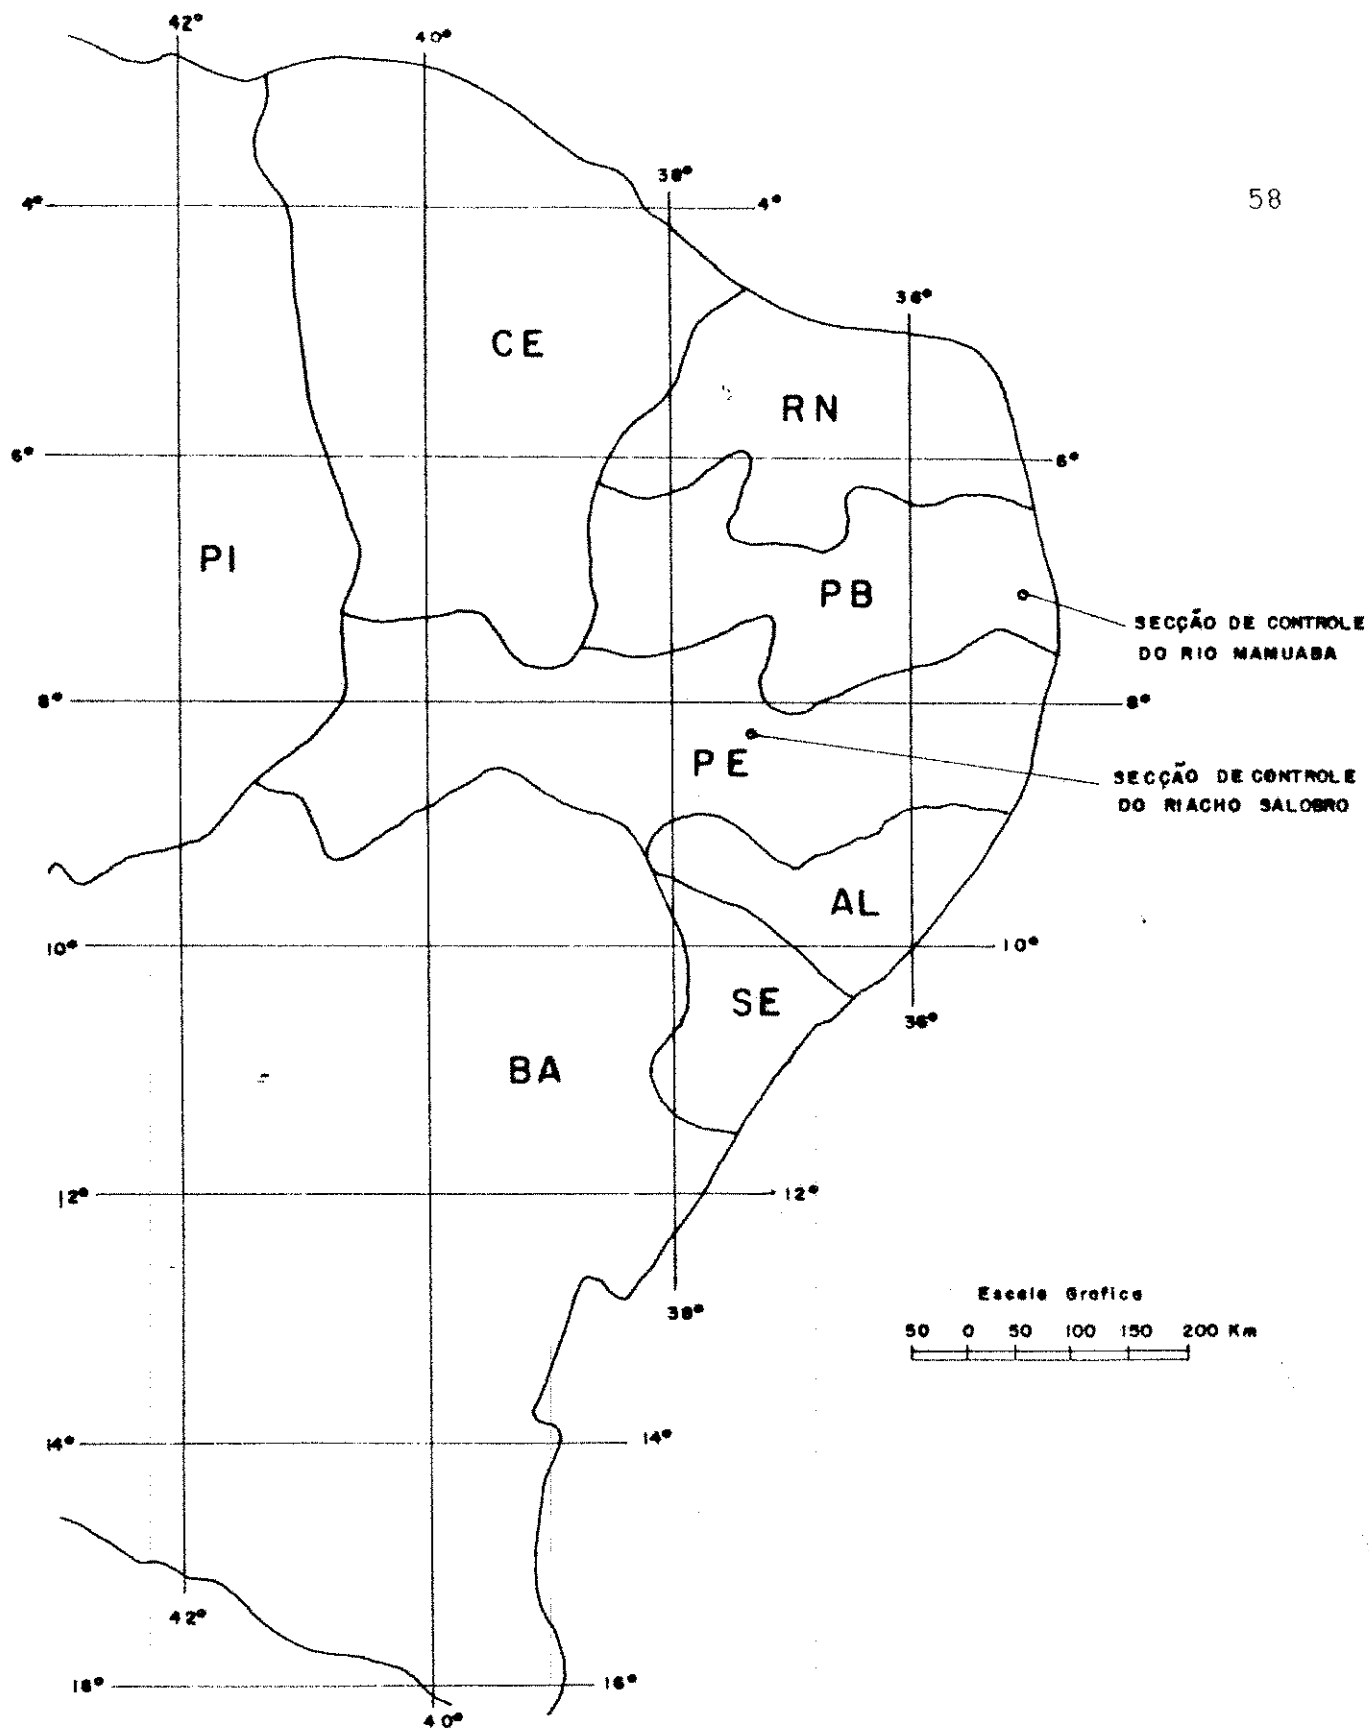 42°
40°
38°
4°
4°
58
36°
CE
RN
6°
6°
PI
PB
SECÇÃO DE CONTROLE
DO RIO MAMUABA
8°
8°
PE
SECÇÃO DE CONTROLE
DO RIACHO SALOBRO
AL
10°
10°
SE
36°
BA
12°
12°
38°
Escala Grafica
50 0 50 100 150 200 Km
14°
14°
42°
16°
16°
40°